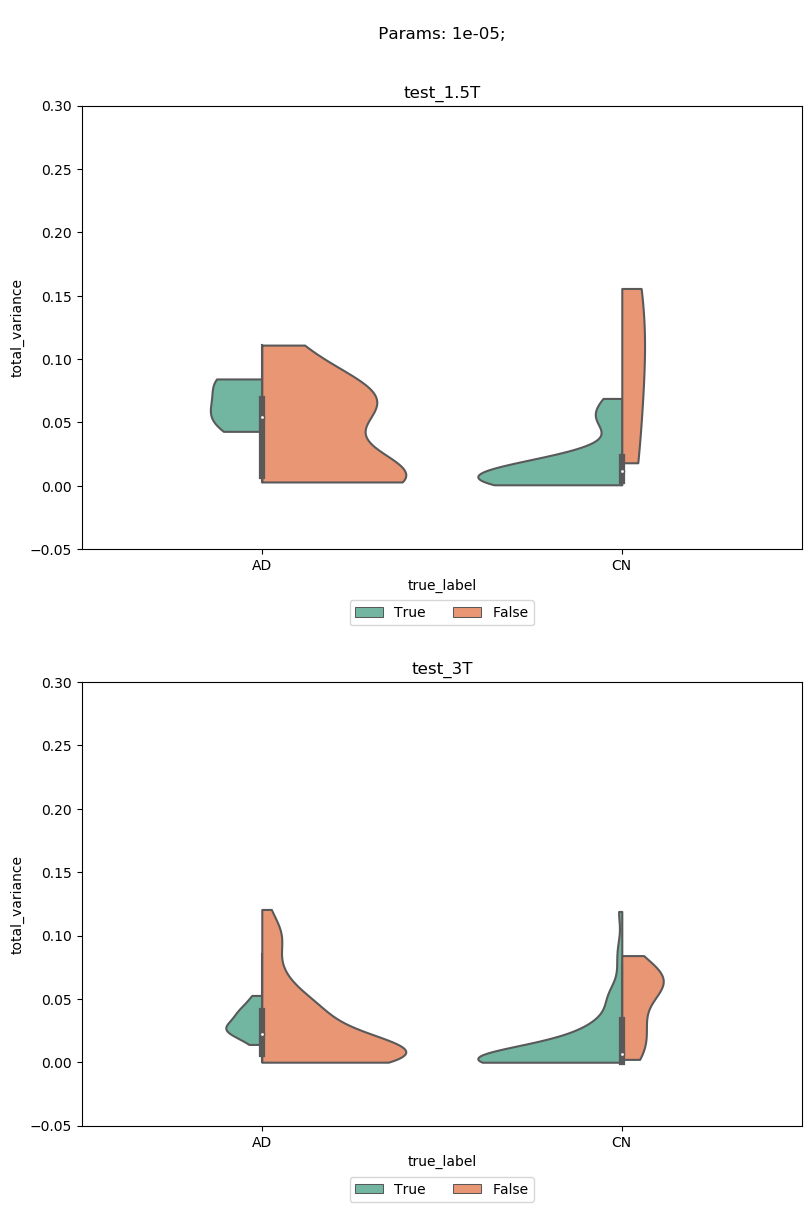 Params: 1e-05;
test_1.5T
0.30
0.25
0.20
0.15
0.10
0.05
0.00
−0.05
total_variance
AD CN
true_label
True False
test_3T
0.30
0.25
0.20
0.15
0.10
0.05
0.00
−0.05
total_variance
AD CN
true_label
True False